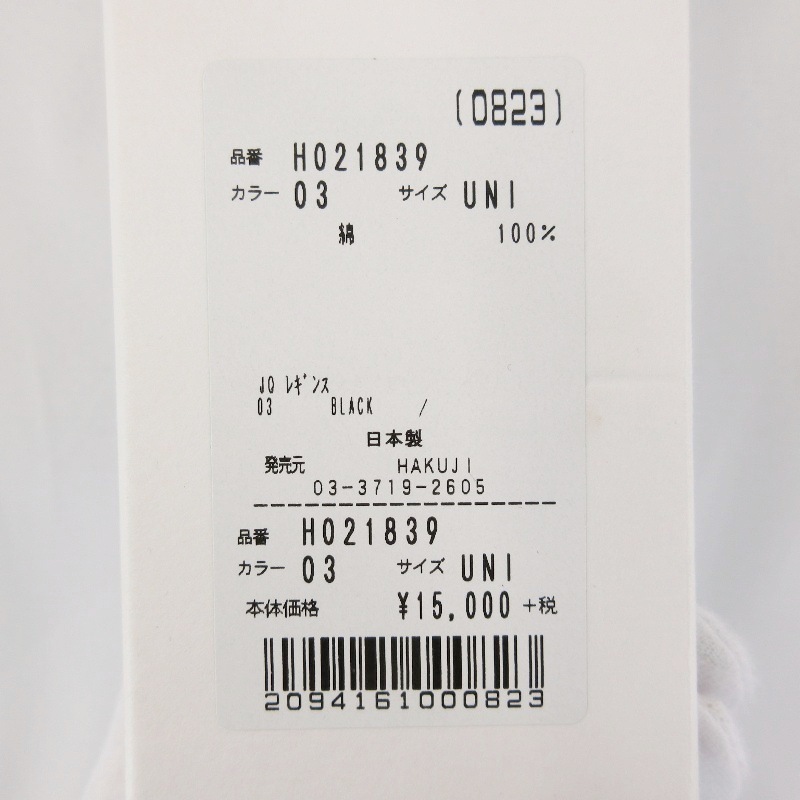 (0823)
品番 H021839
カラー 03 サイズ UNI
綿 100%
JO ﾚｷﾞﾝｽ
03 BLACK /
日本製
発売元 HAKUJI
03-3719-2605
品番 H021839
カラー 03 サイズ UNI
本体価格 ¥15,000 +税
2094161000823